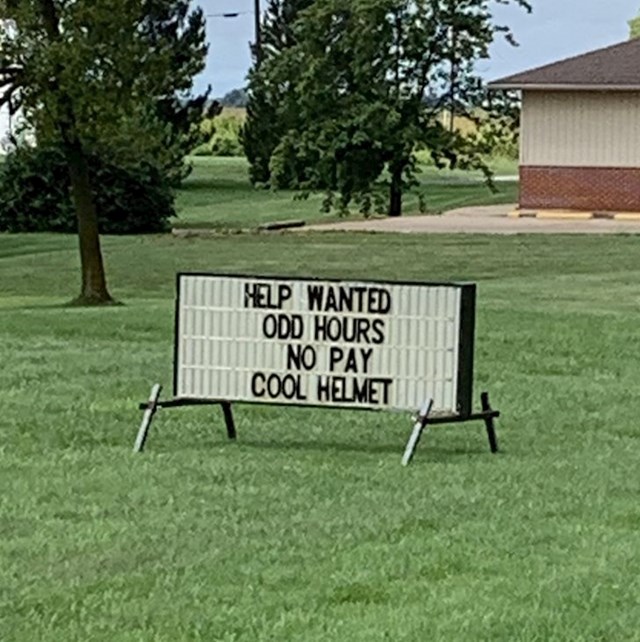 HELP WANTED
ODD HOURS
NO PAY
COOL HELMET